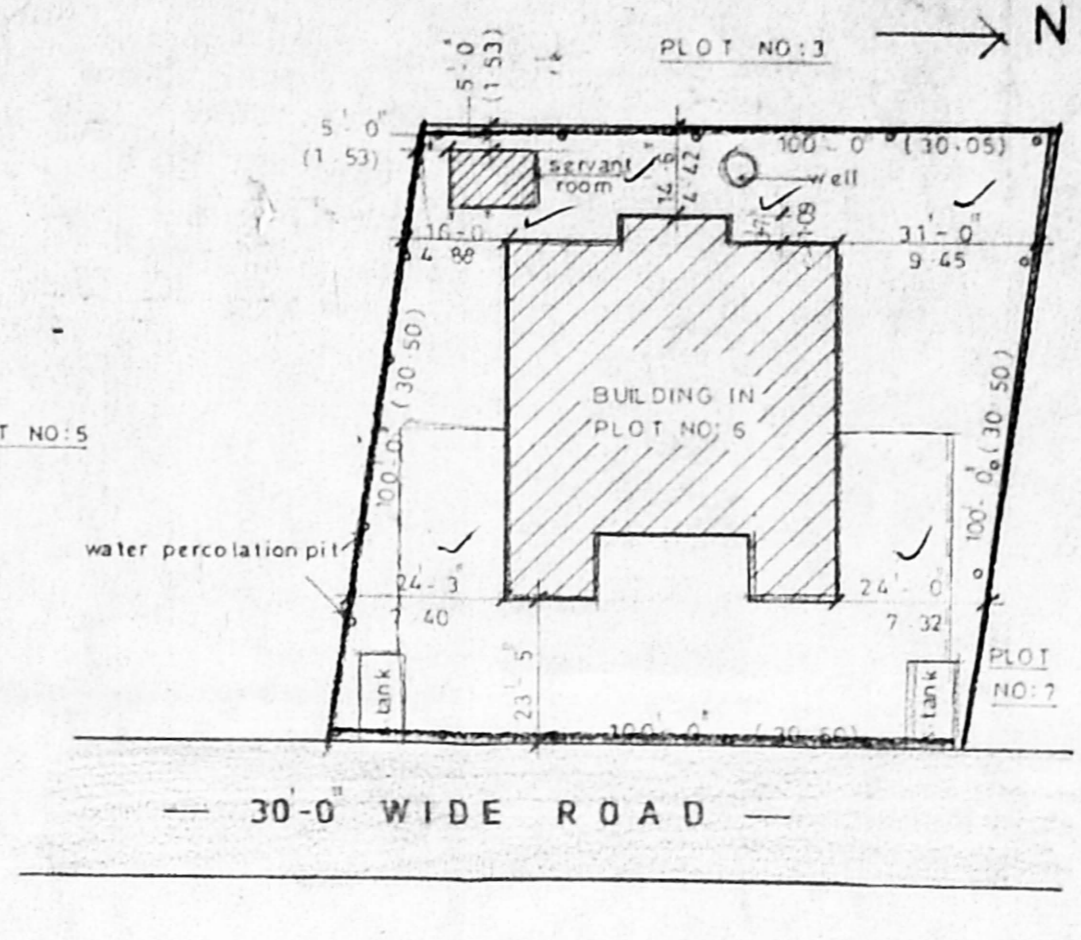 N
PLOT NO:3
5'-0"
(1·53)
5'-0"
(1·53)
100'-0" (30·05)
servant
room
14'-6"
4·42
well
16'-0"
4·88
31'-0"
9·45
(30·50)
100'-0"
BUILDING IN
PLOT NO: 6
T NO:5
100'-0" (30·50)
water percolation pit
24'-3"
7·40
24'-0"
7·32
23'-5"
PLOT
NO:7
s.tank
s.tank
100'-0" (30·50)
— 30'-0" WIDE ROAD —